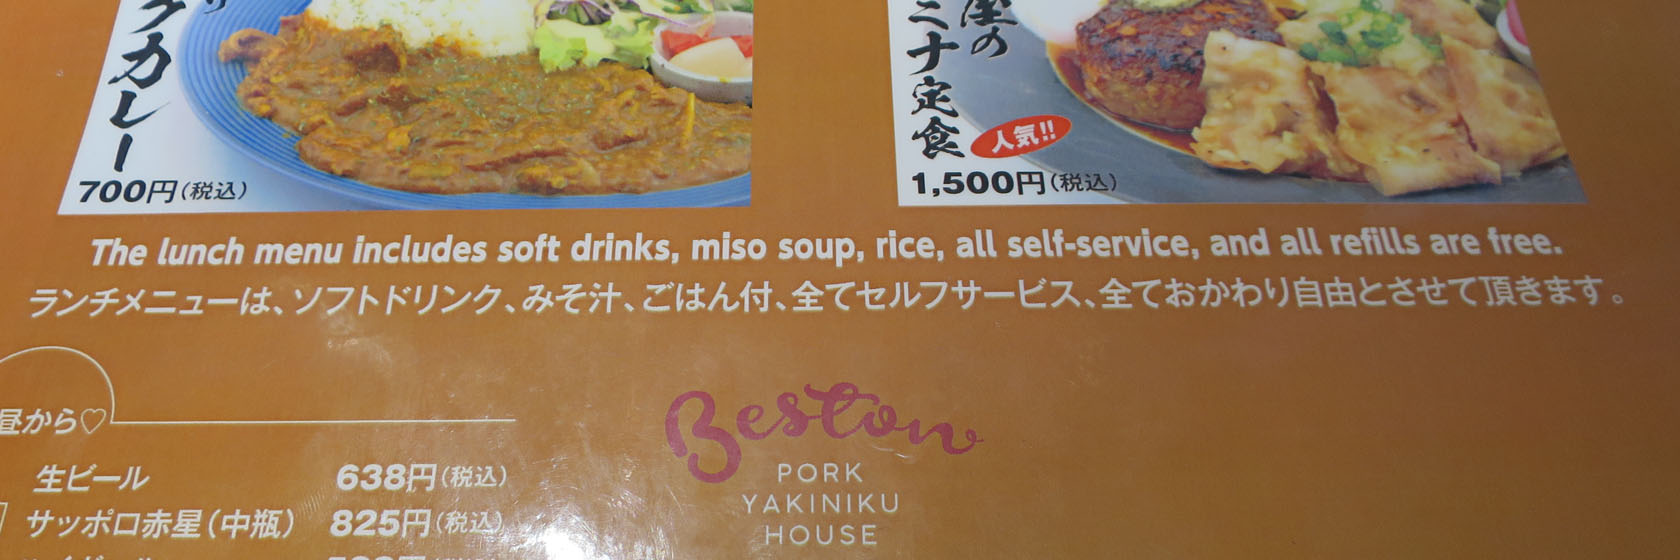 クカレー
700円(税込)
屋の
ミナ定食
人気!!
1,500円(税込)
The lunch menu includes soft drinks, miso soup, rice, all self-service, and all refills are free.
ランチメニューは、ソフトドリンク、みそ汁、ごはん付、全てセルフサービス、全ておかわり自由とさせて頂きます。
昼から♡
生ビール 638円(税込)
サッポロ赤星(中瓶) 825円(税込)
Beston
PORK
YAKINIKU
HOUSE